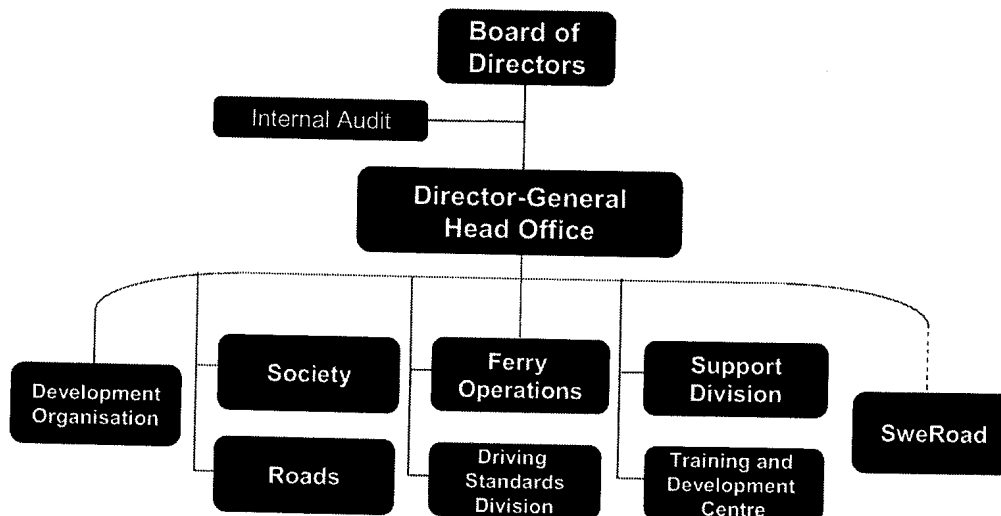 Board of
Directors
Internal Audit
Director-General
Head Office
Development
Organisation
Society
Ferry
Operations
Support
Division
SweRoad
Roads
Driving
Standards
Division
Training and
Development
Centre